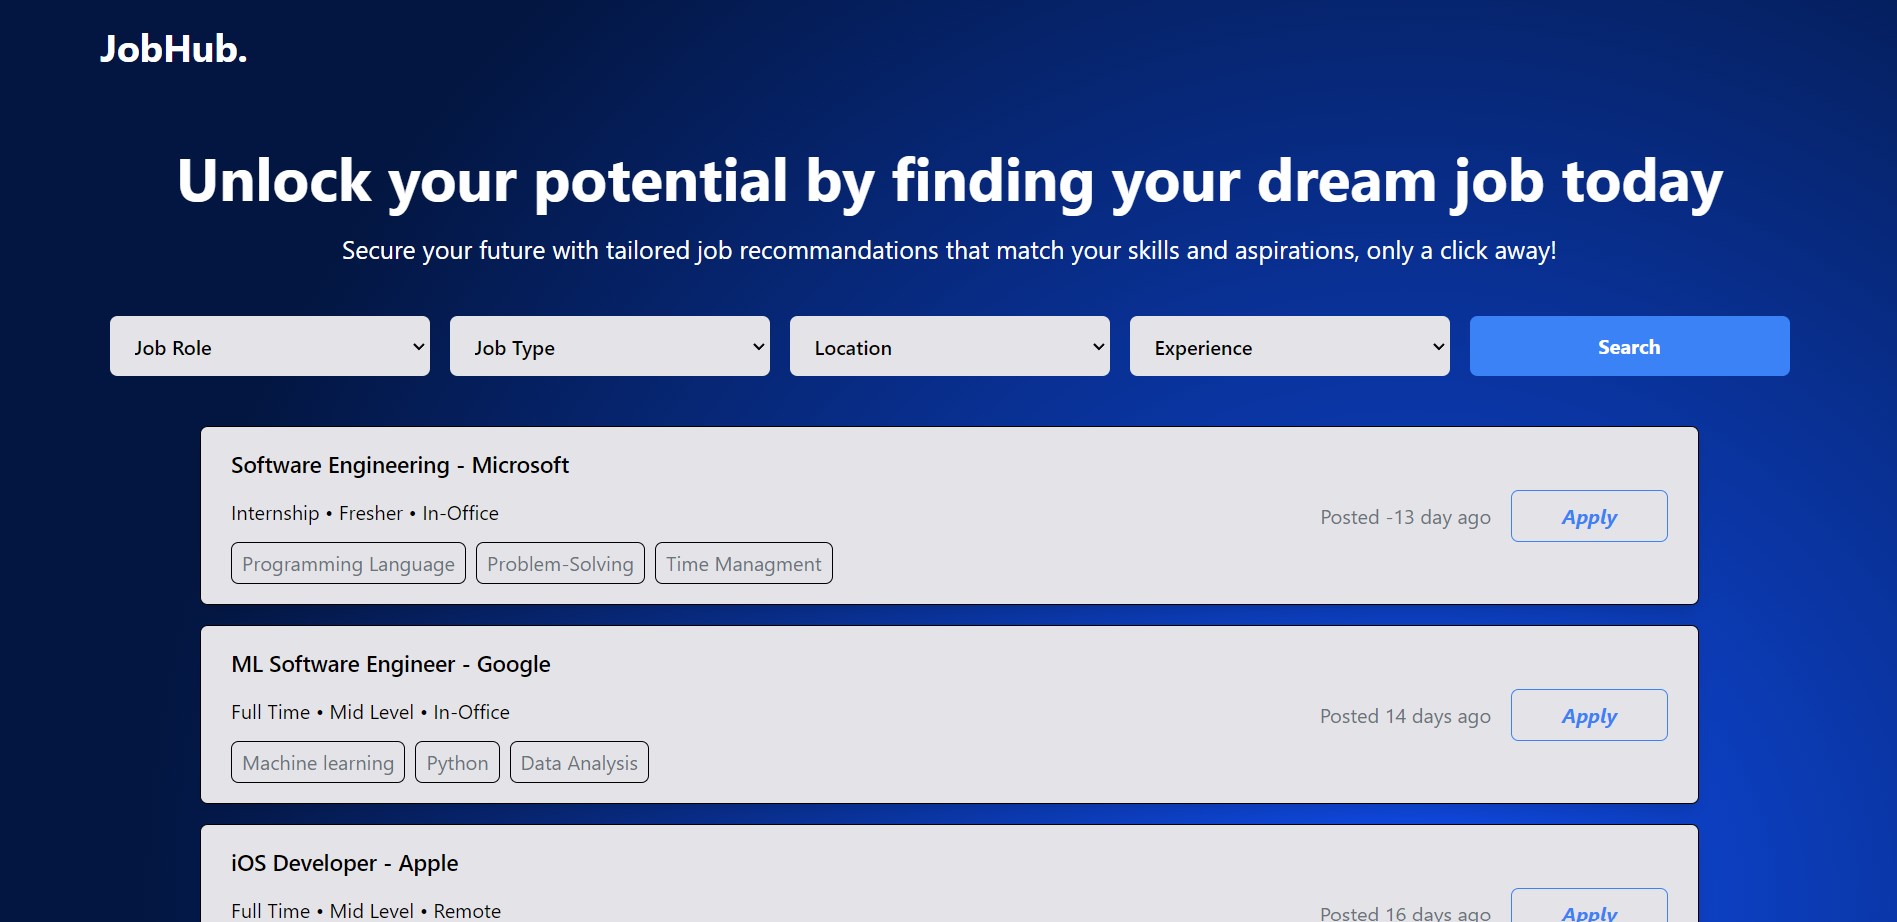 JobHub.
Unlock your potential by finding your dream job today
Secure your future with tailored job recommandations that match your skills and aspirations, only a click away!
Job Role Job Type Location Experience Search
Software Engineering - Microsoft
Internship • Fresher • In-Office
Posted -13 day ago Apply
Programming Language Problem-Solving Time Managment
ML Software Engineer - Google
Full Time • Mid Level • In-Office
Posted 14 days ago Apply
Machine learning Python Data Analysis
iOS Developer - Apple
Full Time • Mid Level • Remote
Posted 16 days ago Apply